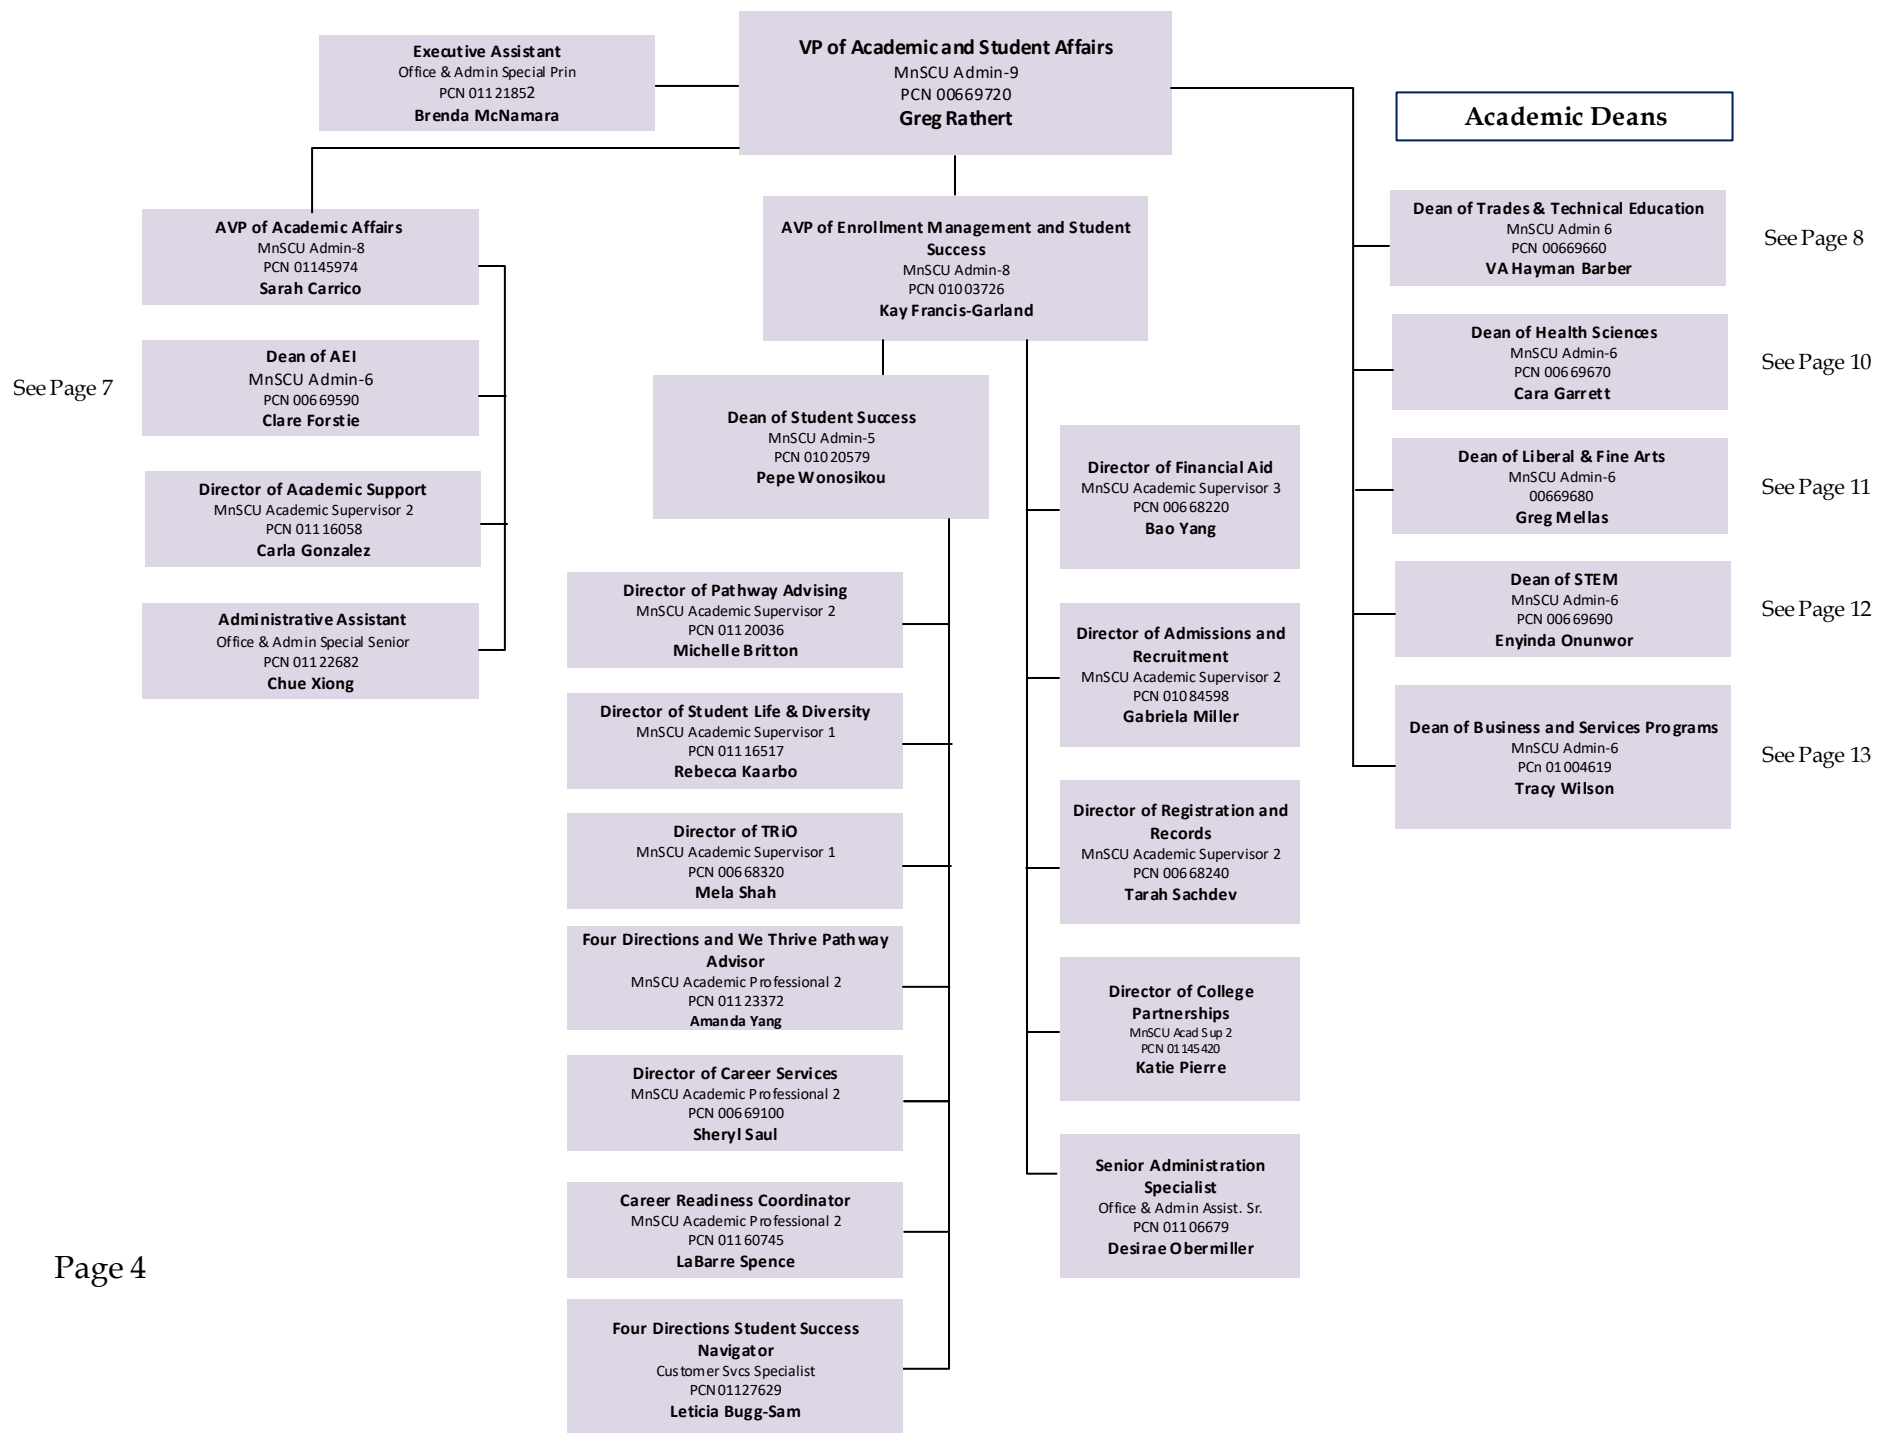 Executive Assistant
Office & Admin Special Prin
PCN 01121852
Brenda McNamara
VP of Academic and Student Affairs
MnSCU Admin-9
PCN 00669720
Greg Rathert
Academic Deans
AVP of Academic Affairs
MnSCU Admin-8
PCN 01145974
Sarah Carrico
Dean of AEI
MnSCU Admin-6
PCN 00669590
Clare Forstie
See Page 7
Director of Academic Support
MnSCU Academic Supervisor 2
PCN 01116058
Carla Gonzalez
Administrative Assistant
Office & Admin Special Senior
PCN 01122682
Chue Xiong
AVP of Enrollment Management and Student
Success
MnSCU Admin-8
PCN 01003726
Kay Francis-Garland
Dean of Student Success
MnSCU Admin-5
PCN 01020579
Pepe Wonosikou
Director of Pathway Advising
MnSCU Academic Supervisor 2
PCN 01120036
Michelle Britton
Director of Student Life & Diversity
MnSCU Academic Supervisor 1
PCN 01116517
Rebecca Kaarbo
Director of TRiO
MnSCU Academic Supervisor 1
PCN 00668320
Mela Shah
Four Directions and We Thrive Pathway
Advisor
MnSCU Academic Professional 2
PCN 01123372
Amanda Yang
Director of Career Services
MnSCU Academic Professional 2
PCN 00669100
Sheryl Saul
Career Readiness Coordinator
MnSCU Academic Professional 2
PCN 01160745
LaBarre Spence
Four Directions Student Success
Navigator
Customer Svcs Specialist
PCN 01127629
Leticia Bugg-Sam
Director of Financial Aid
MnSCU Academic Supervisor 3
PCN 00668220
Bao Yang
Director of Admissions and
Recruitment
MnSCU Academic Supervisor 2
PCN 01084598
Gabriela Miller
Director of Registration and
Records
MnSCU Academic Supervisor 2
PCN 00668240
Tarah Sachdev
Director of College
Partnerships
MnSCU Acad Sup 2
PCN 01145420
Katie Pierre
Senior Administration
Specialist
Office & Admin Assist. Sr.
PCN 01106679
Desirae Obermiller
Dean of Trades & Technical Education
MnSCU Admin 6
PCN 00669660
VA Hayman Barber
See Page 8
Dean of Health Sciences
MnSCU Admin-6
PCN 00669670
Cara Garrett
See Page 10
Dean of Liberal & Fine Arts
MnSCU Admin-6
00669680
Greg Mellas
See Page 11
Dean of STEM
MnSCU Admin-6
PCN 00669690
Enyinda Onunwor
See Page 12
Dean of Business and Services Programs
MnSCU Admin-6
PCn 01004619
Tracy Wilson
See Page 13
Page 4